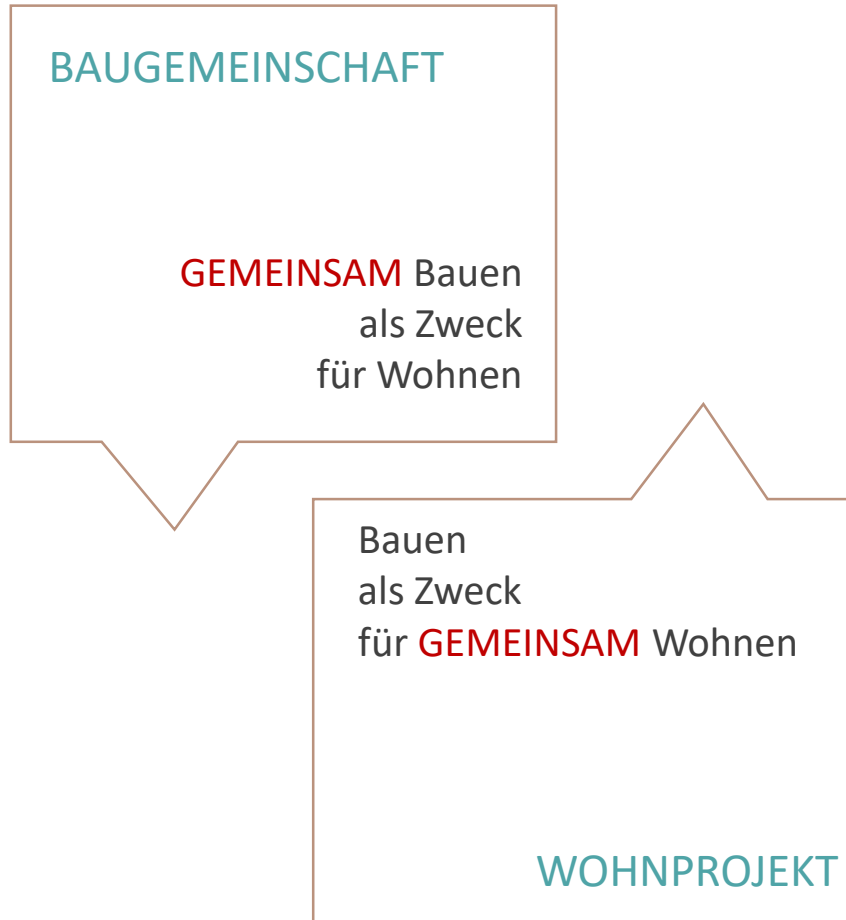 BAUGEMEINSCHAFT
GEMEINSAM Bauen
als Zweck
für Wohnen
Bauen
als Zweck
für GEMEINSAM Wohnen
WOHNPROJEKT